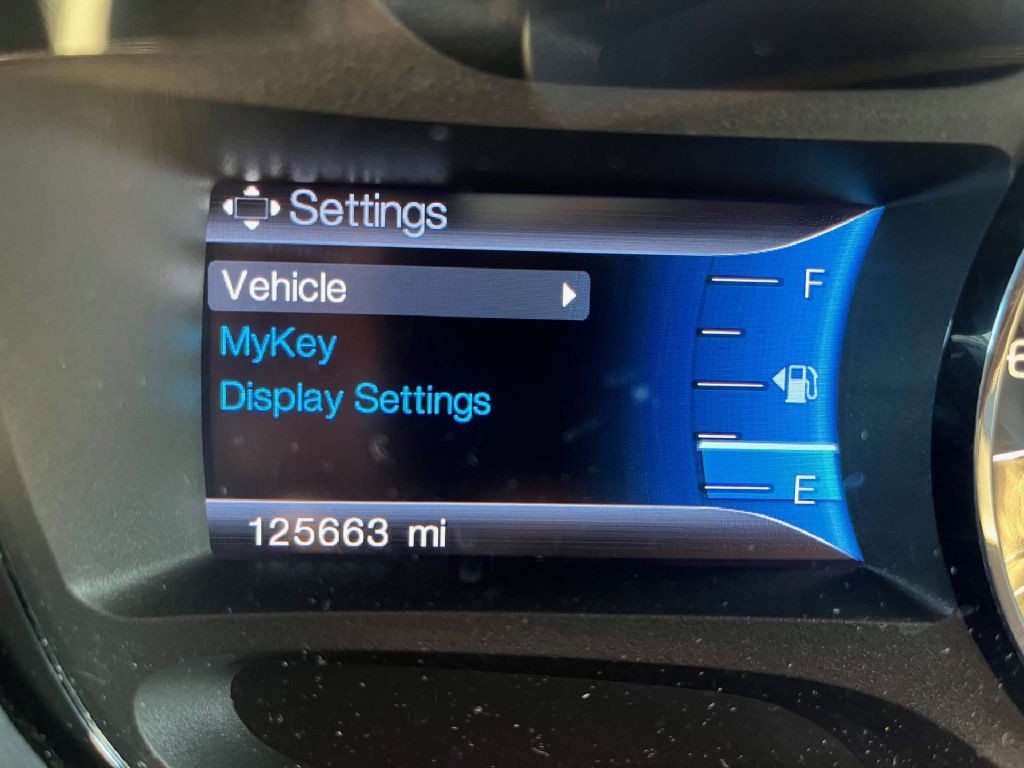 Settings
Vehicle
MyKey
Display Settings
125663 mi
F
E